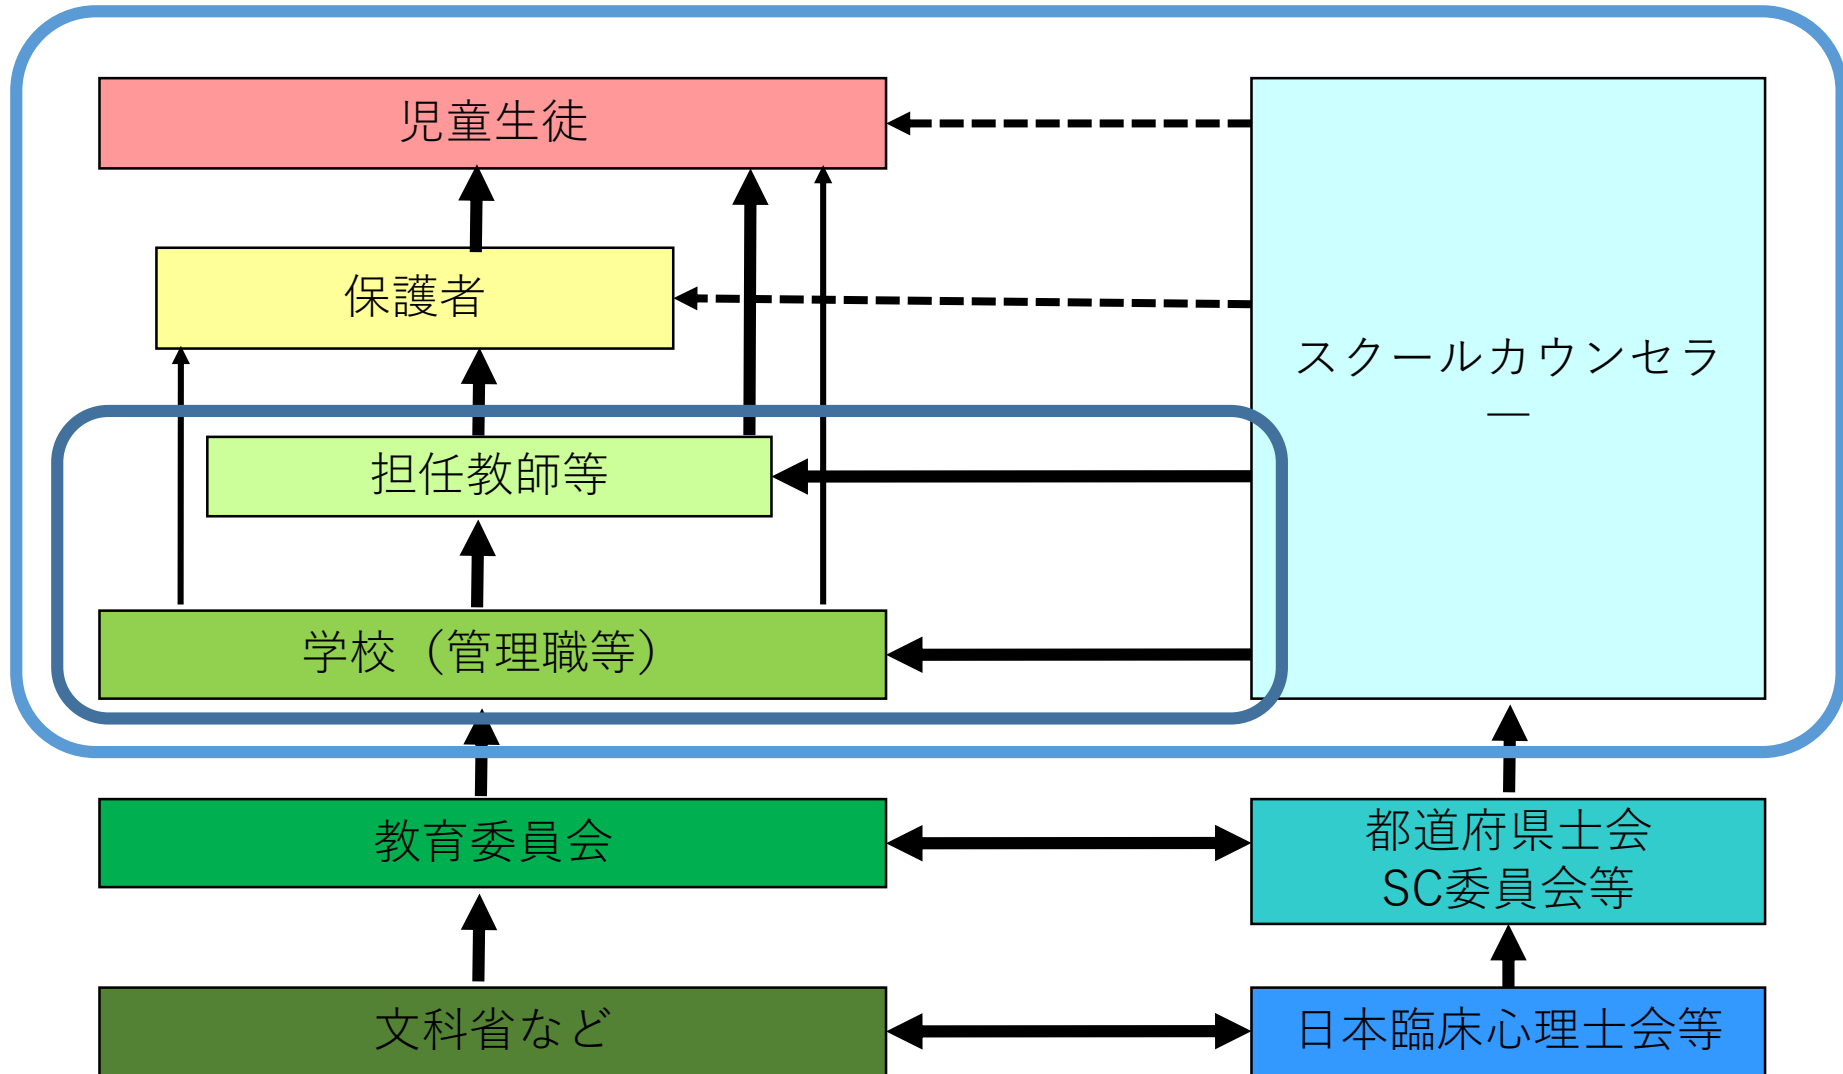 児童生徒
保護者
スクールカウンセラ
ー
担任教師等
学校（管理職等）
教育委員会
都道府県士会
SC委員会等
文科省など
日本臨床心理士会等